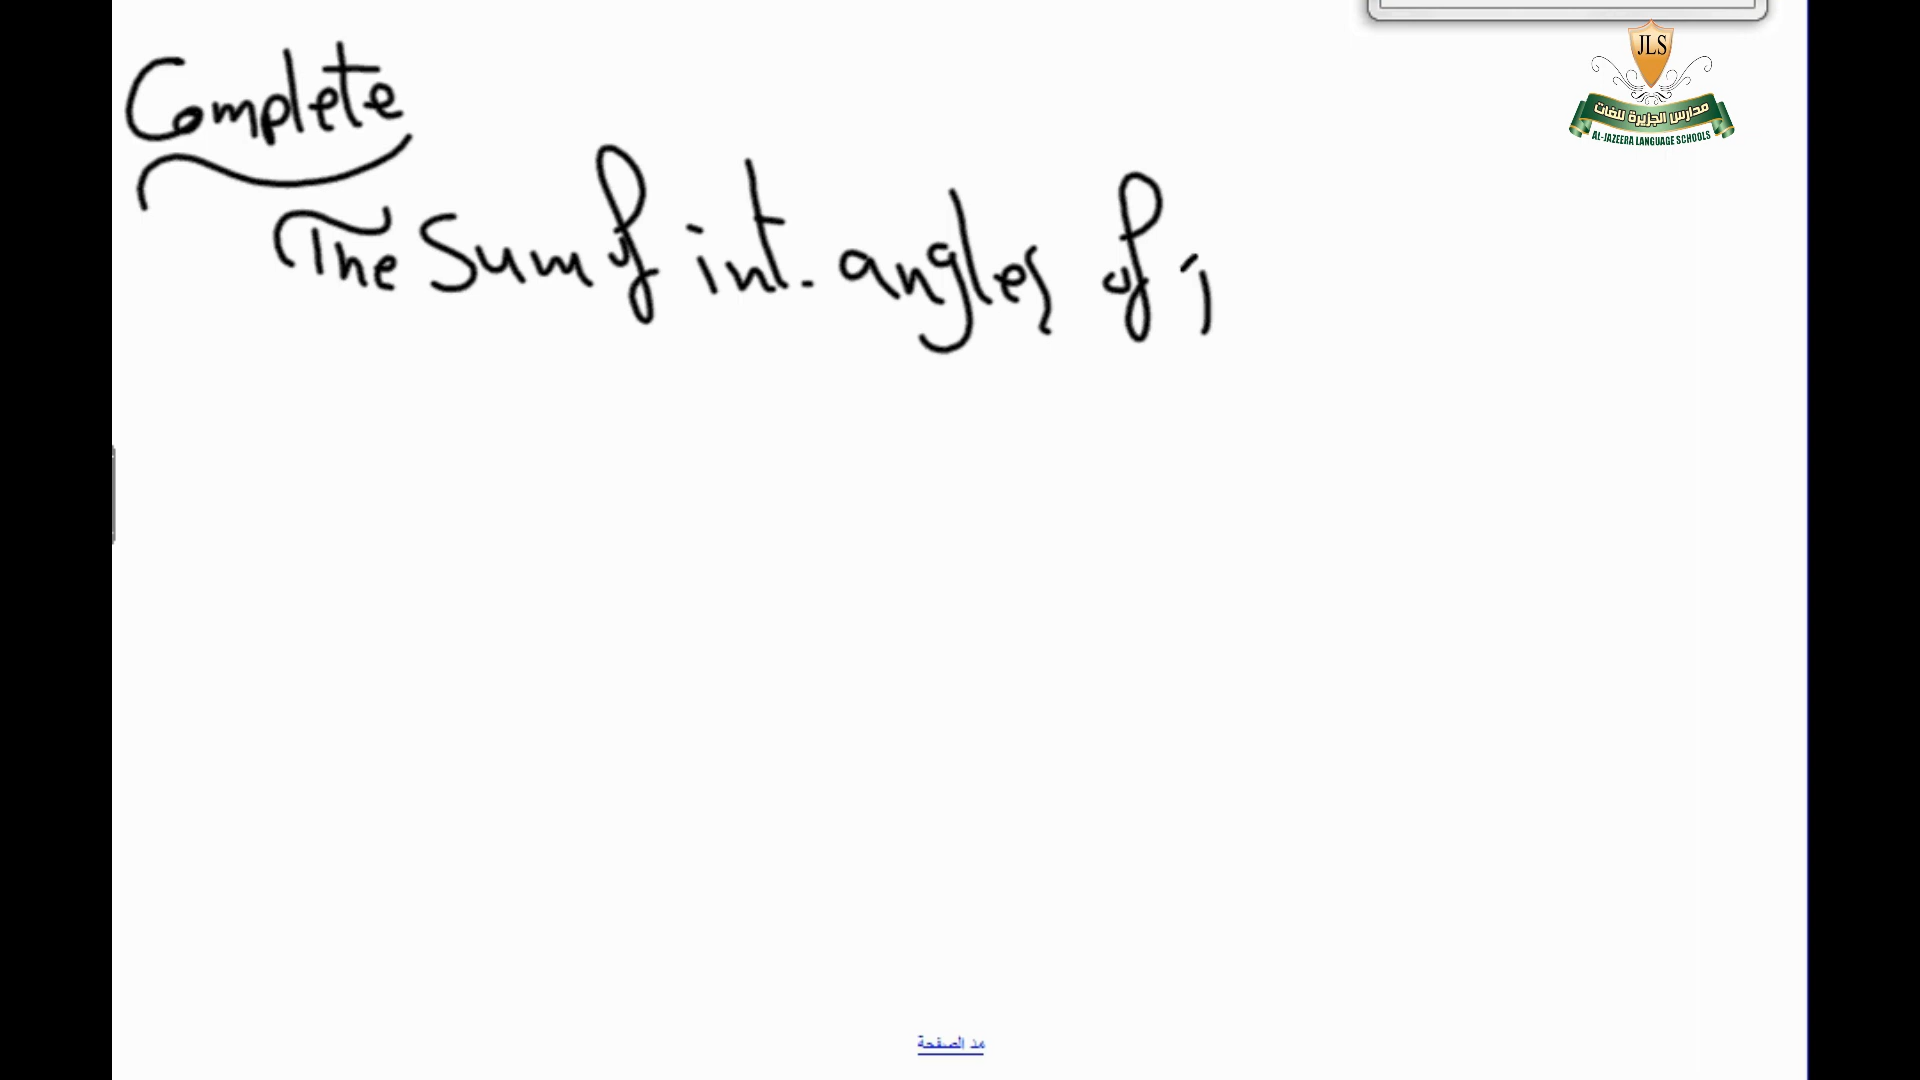 JLS
مدارس الجزيرة للغات
AL-JAZEERA LANGUAGE SCHOOLS
Complete
The Sum of int. angles of
مد الصفحة